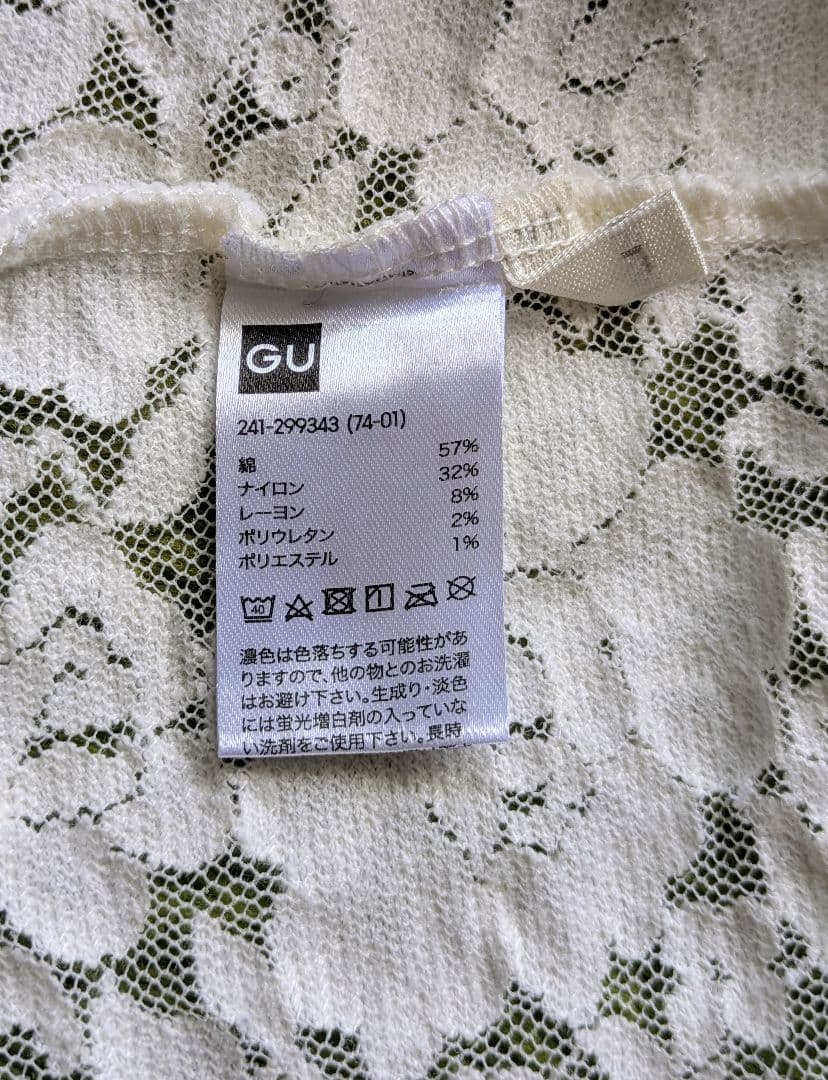 GU
241-299343 (74-01)
綿 57%
ナイロン 32%
レーヨン 8%
ポリウレタン 2%
ポリエステル 1%
40
濃色は色落ちする可能性があ
りますので、他の物とのお洗濯
はお避け下さい。生成り・淡色
には蛍光増白剤の入っていな
い洗剤をご使用下さい。長時